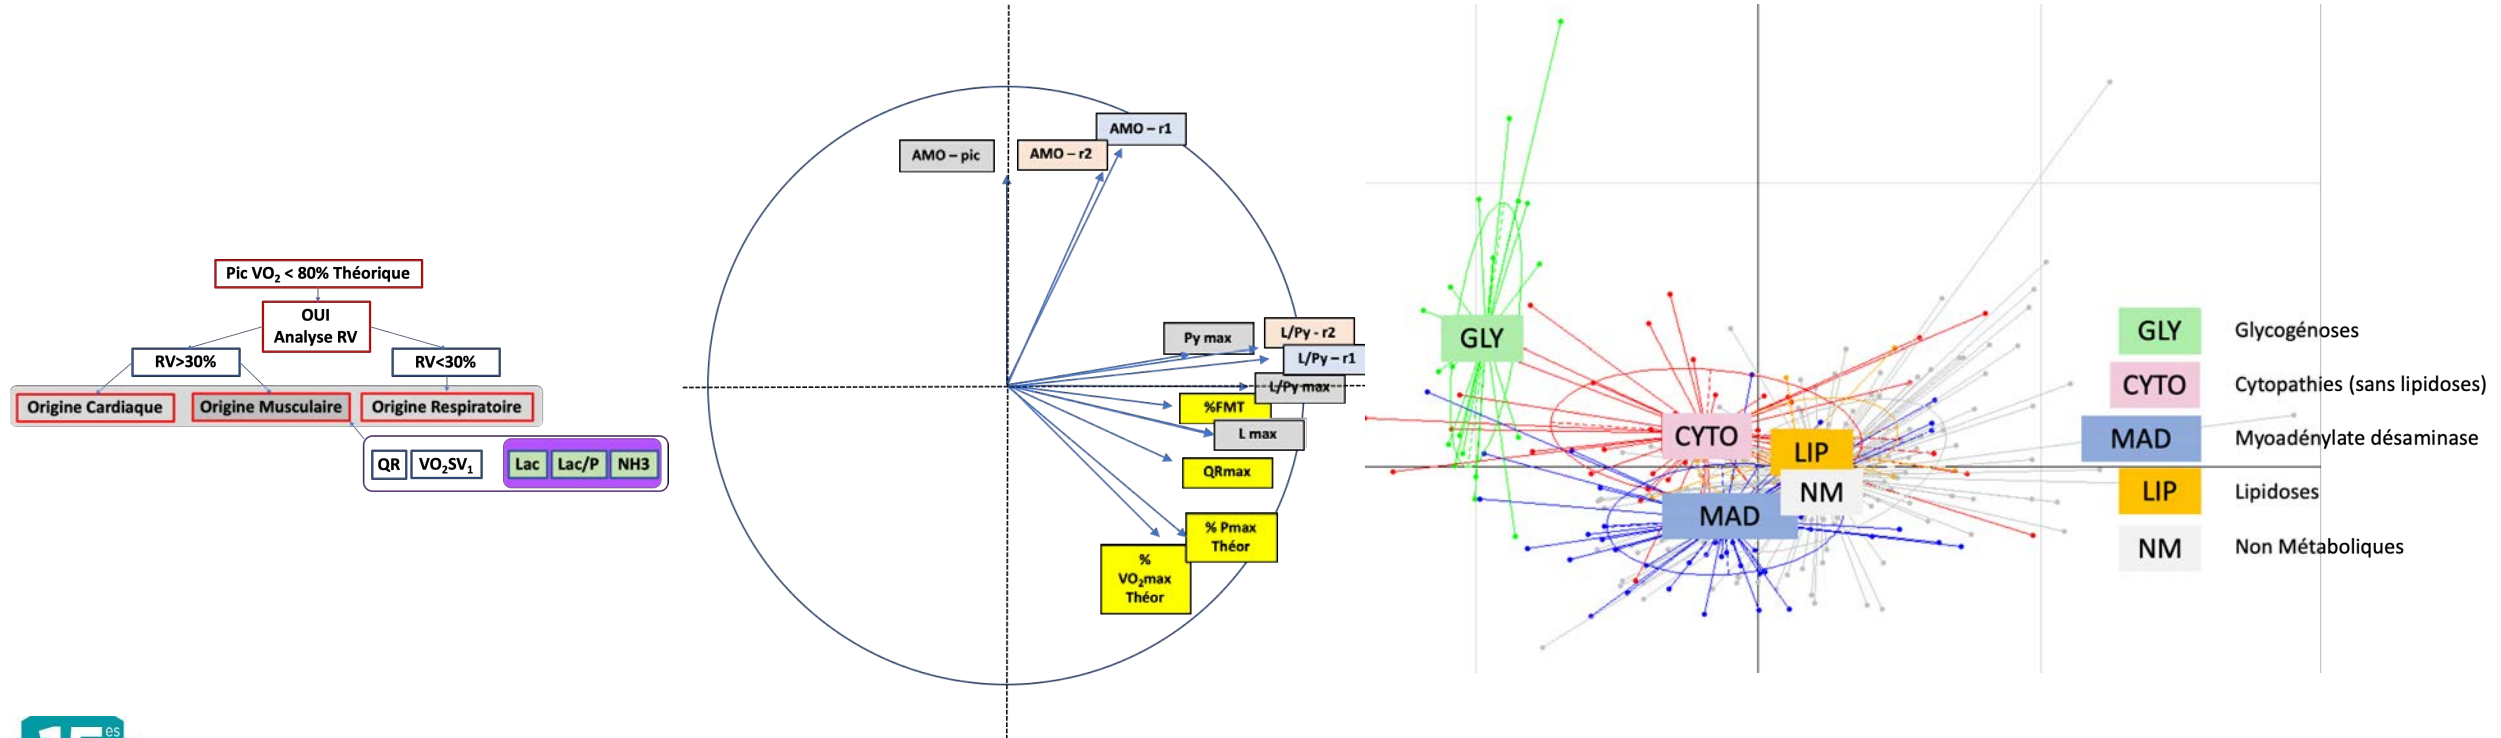 Pic VO₂ < 80% Théorique
OUI
Analyse RV
RV>30%
RV<30%
Origine Cardiaque
Origine Musculaire
Origine Respiratoire
QR
VO₂SV₁
Lac
Lac/P
NH3
15es
AMO – pic
AMO – r2
AMO – r1
Py max
L/Py - r2
L/Py – r1
L/Py max
%FMT
L max
QRmax
% Pmax
Théor
%
VO₂max
Théor
GLY
CYTO
LIP
NM
MAD
GLY Glycogénoses
CYTO Cytopathies (sans lipidoses)
MAD Myoadénylate désaminase
LIP Lipidoses
NM Non Métaboliques